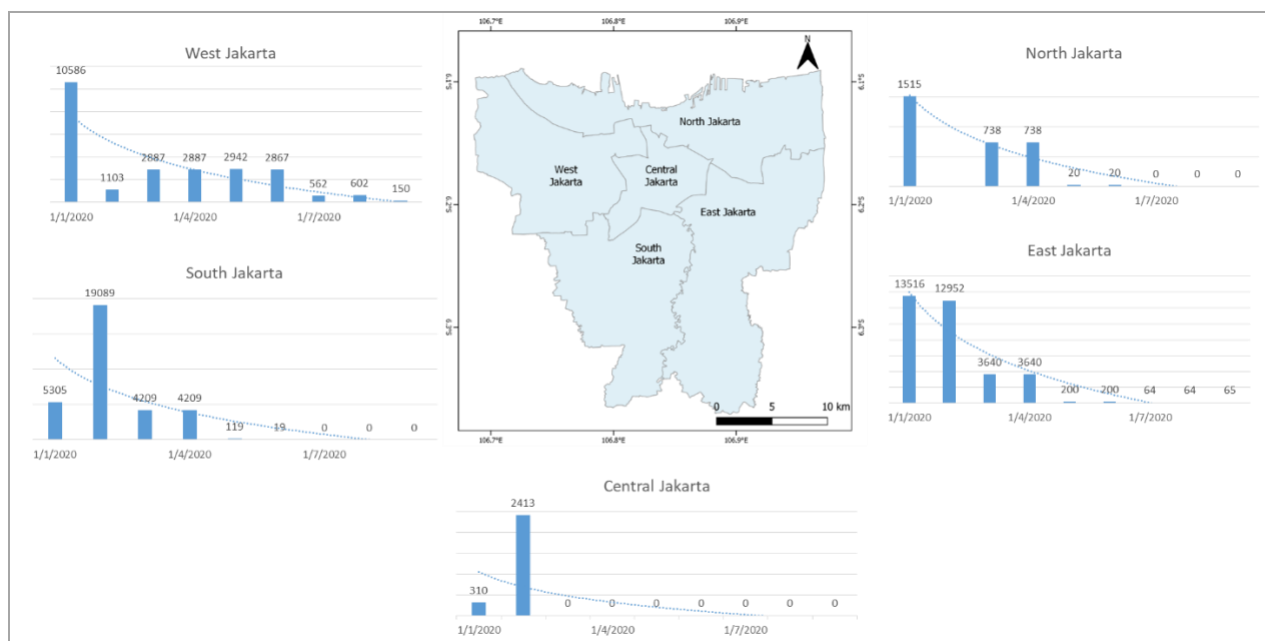 West Jakarta
10586
1103
2887
2887
2942
2867
562
602
150
1/1/2020
1/4/2020
1/7/2020
South Jakarta
5305
19089
4209
4209
119
19
0
0
0
1/1/2020
1/4/2020
1/7/2020
106.7°E
106.8°E
106.9°E
N
6.1°S
6.1°S
North Jakarta
West
Jakarta
Central
Jakarta
East Jakarta
6.2°S
6.2°S
South
Jakarta
6.3°S
6.3°S
0
5
10 km
106.7°E
106.8°E
106.9°E
North Jakarta
1515
738
738
20
20
0
0
0
1/1/2020
1/4/2020
1/7/2020
East Jakarta
13516
12952
3640
3640
200
200
64
64
65
1/1/2020
1/4/2020
1/7/2020
Central Jakarta
310
2413
0
0
0
0
0
0
0
1/1/2020
1/4/2020
1/7/2020